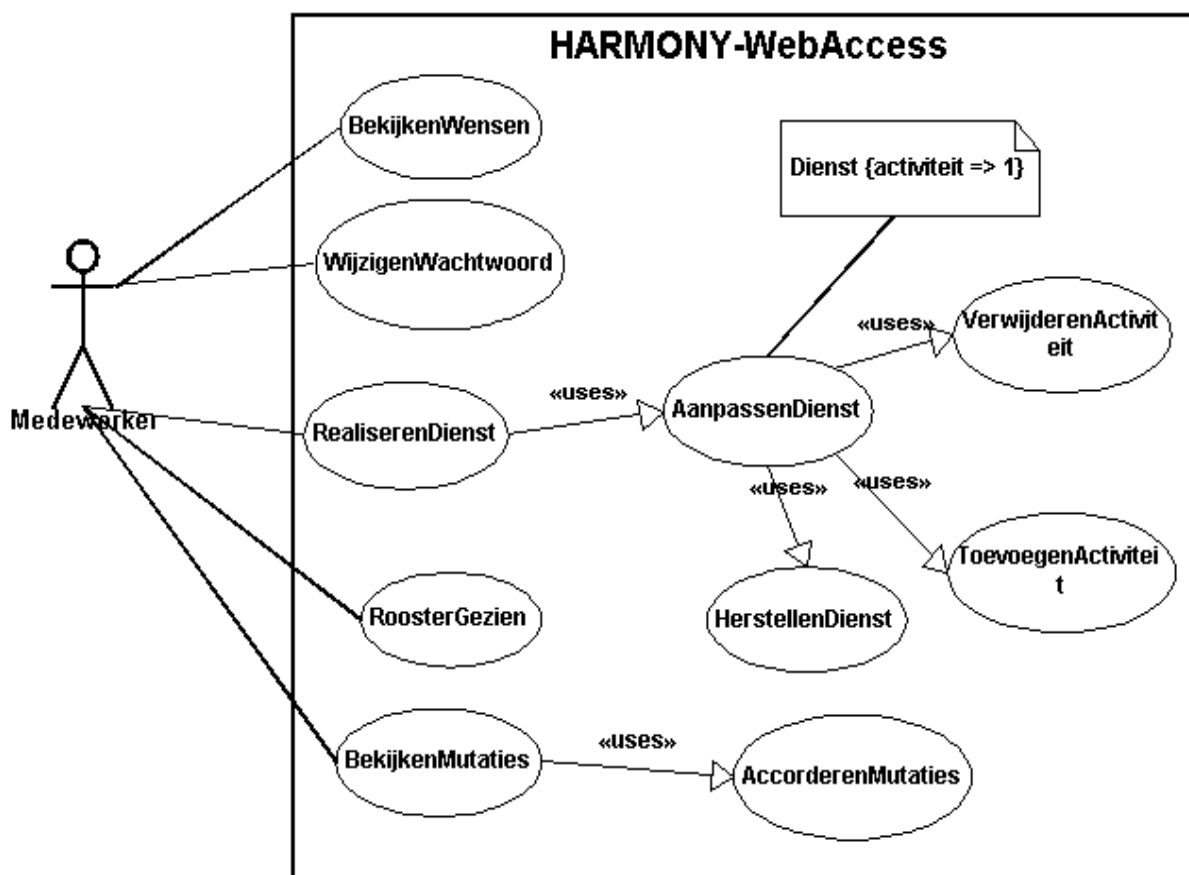 HARMONY-WebAccess
BekijkenWensen
Dienst {activiteit => 1}
WijzigenWachtwoord
«uses»
VerwijderenActivit
eit
«uses»
AanpassenDienst
Medewerker
RealiserenDienst
«uses»
«uses»
ToevoegenActivitei
t
RoosterGezien
HerstellenDienst
«uses»
BekijkenMutaties
AccorderenMutaties